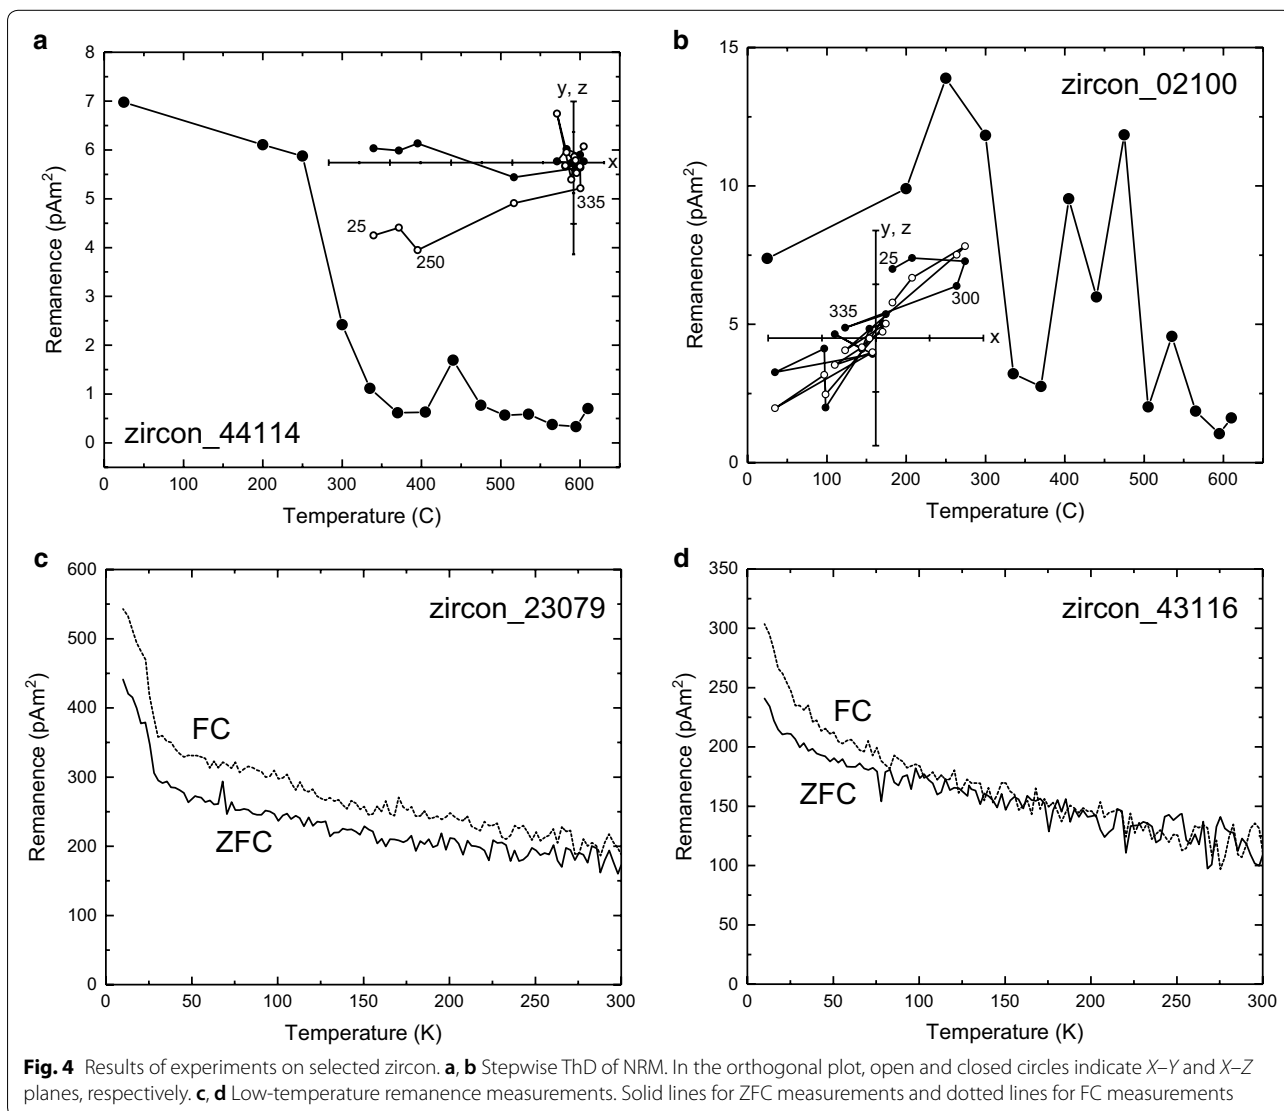 a
8
7
6
5
4
3
2
1
0
Remanence (pAm²)
y, z
x
335
25
250
zircon_44114
0 100 200 300 400 500 600
Temperature (C)
b
15
10
5
0
Remanence (pAm²)
zircon_02100
y, z
25
300
335
x
0 100 200 300 400 500 600
Temperature (C)
c
600
500
400
300
200
100
0
Remanence (pAm²)
zircon_23079
FC
ZFC
0 50 100 150 200 250 300
Temperature (K)
d
350
300
250
200
150
100
50
0
Remanence (pAm²)
zircon_43116
FC
ZFC
0 50 100 150 200 250 300
Temperature (K)
Fig. 4 Results of experiments on selected zircon. a, b Stepwise ThD of NRM. In the orthogonal plot, open and closed circles indicate X–Y and X–Z
planes, respectively. c, d Low-temperature remanence measurements. Solid lines for ZFC measurements and dotted lines for FC measurements